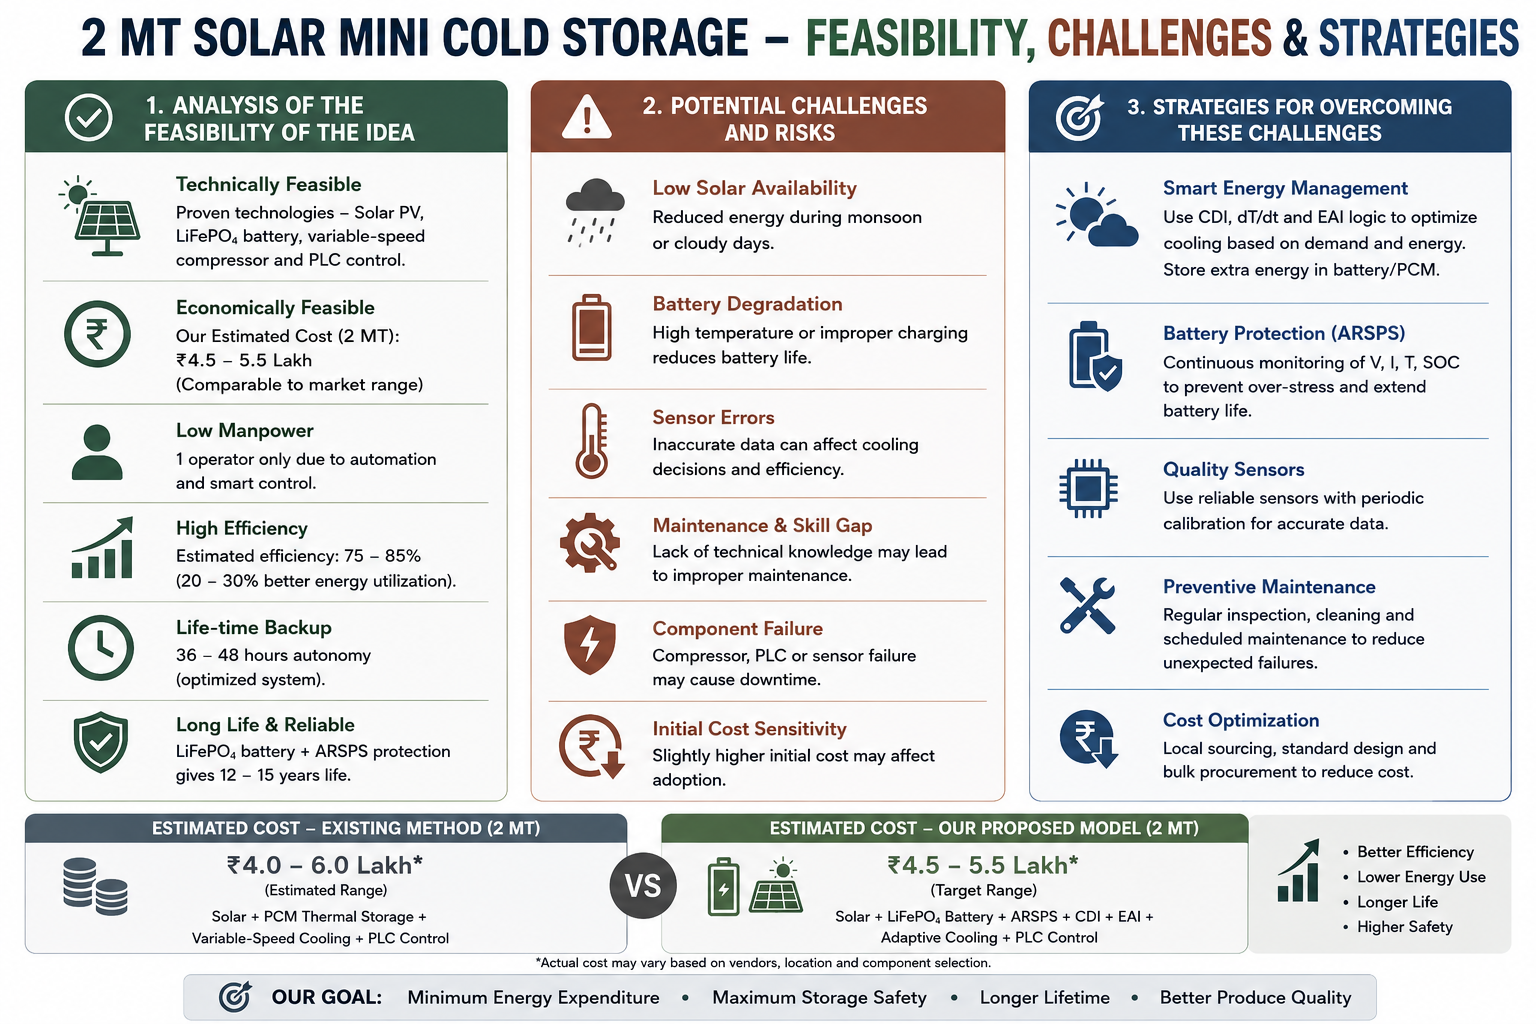 2 MT SOLAR MINI COLD STORAGE – FEASIBILITY, CHALLENGES & STRATEGIES
1. ANALYSIS OF THE
FEASIBILITY OF THE IDEA
Technically Feasible
Proven technologies – Solar PV,
LiFePO₄ battery, variable-speed
compressor and PLC control.
₹
Economically Feasible
Our Estimated Cost (2 MT):
₹4.5 – 5.5 Lakh
(Comparable to market range)
Low Manpower
1 operator only due to automation
and smart control.
High Efficiency
Estimated efficiency: 75 – 85%
(20 – 30% better energy utilization).
Life-time Backup
36 – 48 hours autonomy
(optimized system).
Long Life & Reliable
LiFePO₄ battery + ARSPS protection
gives 12 – 15 years life.
2. POTENTIAL CHALLENGES
AND RISKS
Low Solar Availability
Reduced energy during monsoon
or cloudy days.
Battery Degradation
High temperature or improper charging
reduces battery life.
Sensor Errors
Inaccurate data can affect cooling
decisions and efficiency.
Maintenance & Skill Gap
Lack of technical knowledge may lead
to improper maintenance.
Component Failure
Compressor, PLC or sensor failure
may cause downtime.
₹
Initial Cost Sensitivity
Slightly higher initial cost may affect
adoption.
3. STRATEGIES FOR OVERCOMING
THESE CHALLENGES
Smart Energy Management
Use CDI, dT/dt and EAI logic to optimize
cooling based on demand and energy.
Store extra energy in battery/PCM.
Battery Protection (ARSPS)
Continuous monitoring of V, I, T, SOC
to prevent over-stress and extend
battery life.
Quality Sensors
Use reliable sensors with periodic
calibration for accurate data.
Preventive Maintenance
Regular inspection, cleaning and
scheduled maintenance to reduce
unexpected failures.
₹
Cost Optimization
Local sourcing, standard design and
bulk procurement to reduce cost.
ESTIMATED COST – EXISTING METHOD (2 MT)
₹4.0 – 6.0 Lakh*
(Estimated Range)
Solar + PCM Thermal Storage +
Variable-Speed Cooling + PLC Control
VS
ESTIMATED COST – OUR PROPOSED MODEL (2 MT)
₹4.5 – 5.5 Lakh*
(Target Range)
Solar + LiFePO₄ Battery + ARSPS + CDI + EAI +
Adaptive Cooling + PLC Control
• Better Efficiency
• Lower Energy Use
• Longer Life
• Higher Safety
*Actual cost may vary based on vendors, location and component selection.
OUR GOAL: Minimum Energy Expenditure • Maximum Storage Safety • Longer Lifetime • Better Produce Quality